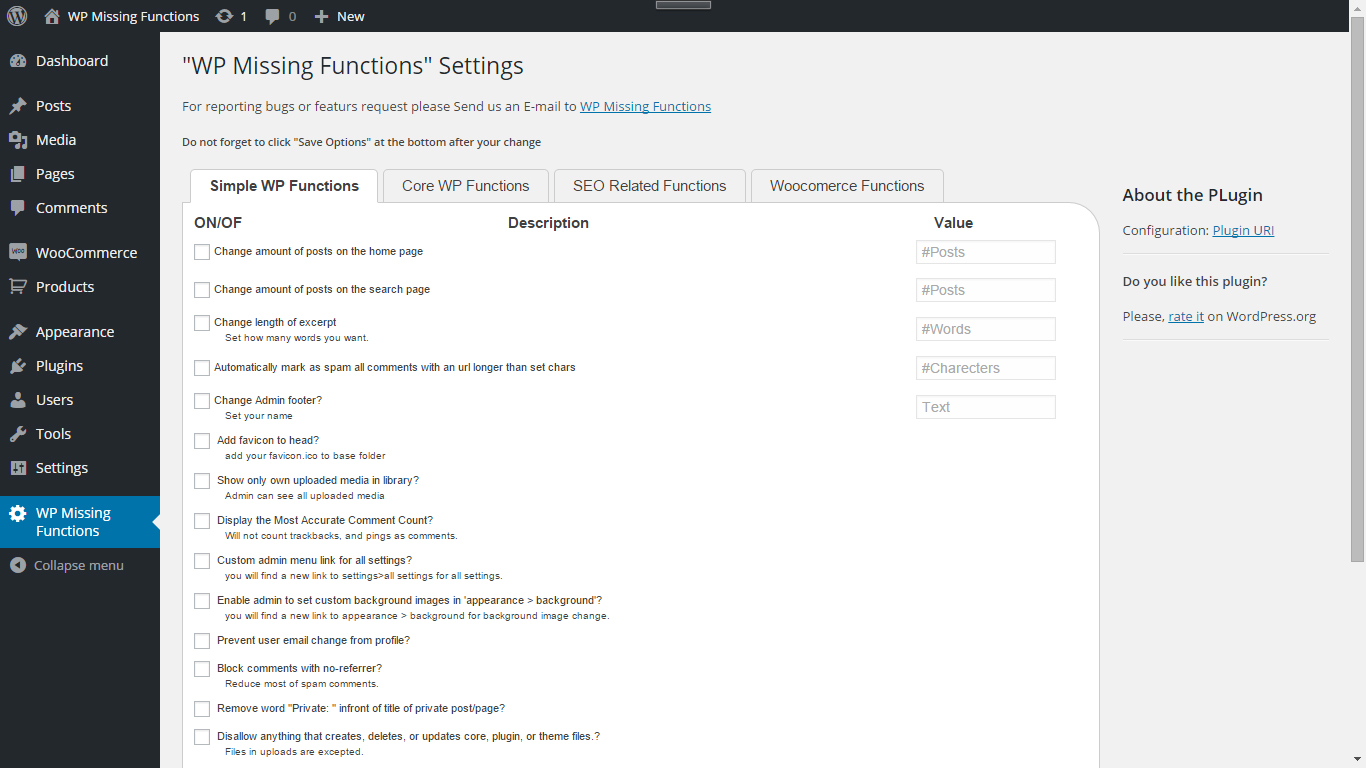 WP Missing Functions 1 0 New
Dashboard
Posts
Media
Pages
Comments
WOO WooCommerce
Products
Appearance
Plugins
Users
Tools
Settings
WP Missing
Functions
Collapse menu
"WP Missing Functions" Settings
For reporting bugs or featurs request please Send us an E-mail to WP Missing Functions
Do not forget to click "Save Options" at the bottom after your change
Simple WP Functions Core WP Functions SEO Related Functions Woocomerce Functions
ON/OF Description Value
Change amount of posts on the home page #Posts
Change amount of posts on the search page #Posts
Change length of excerpt #Words
Set how many words you want.
Automatically mark as spam all comments with an url longer than set chars #Charecters
Change Admin footer? Text
Set your name
Add favicon to head?
add your favicon.ico to base folder
Show only own uploaded media in library?
Admin can see all uploaded media
Display the Most Accurate Comment Count?
Will not count trackbacks, and pings as comments.
Custom admin menu link for all settings?
you will find a new link to settings>all settings for all settings.
Enable admin to set custom background images in 'appearance > background'?
you will find a new link to appearance > background for background image change.
Prevent user email change from profile?
Block comments with no-referrer?
Reduce most of spam comments.
Remove word "Private: " infront of title of private post/page?
Disallow anything that creates, deletes, or updates core, plugin, or theme files.?
Files in uploads are excepted.
About the PLugin
Configuration: Plugin URI
Do you like this plugin?
Please, rate it on WordPress.org